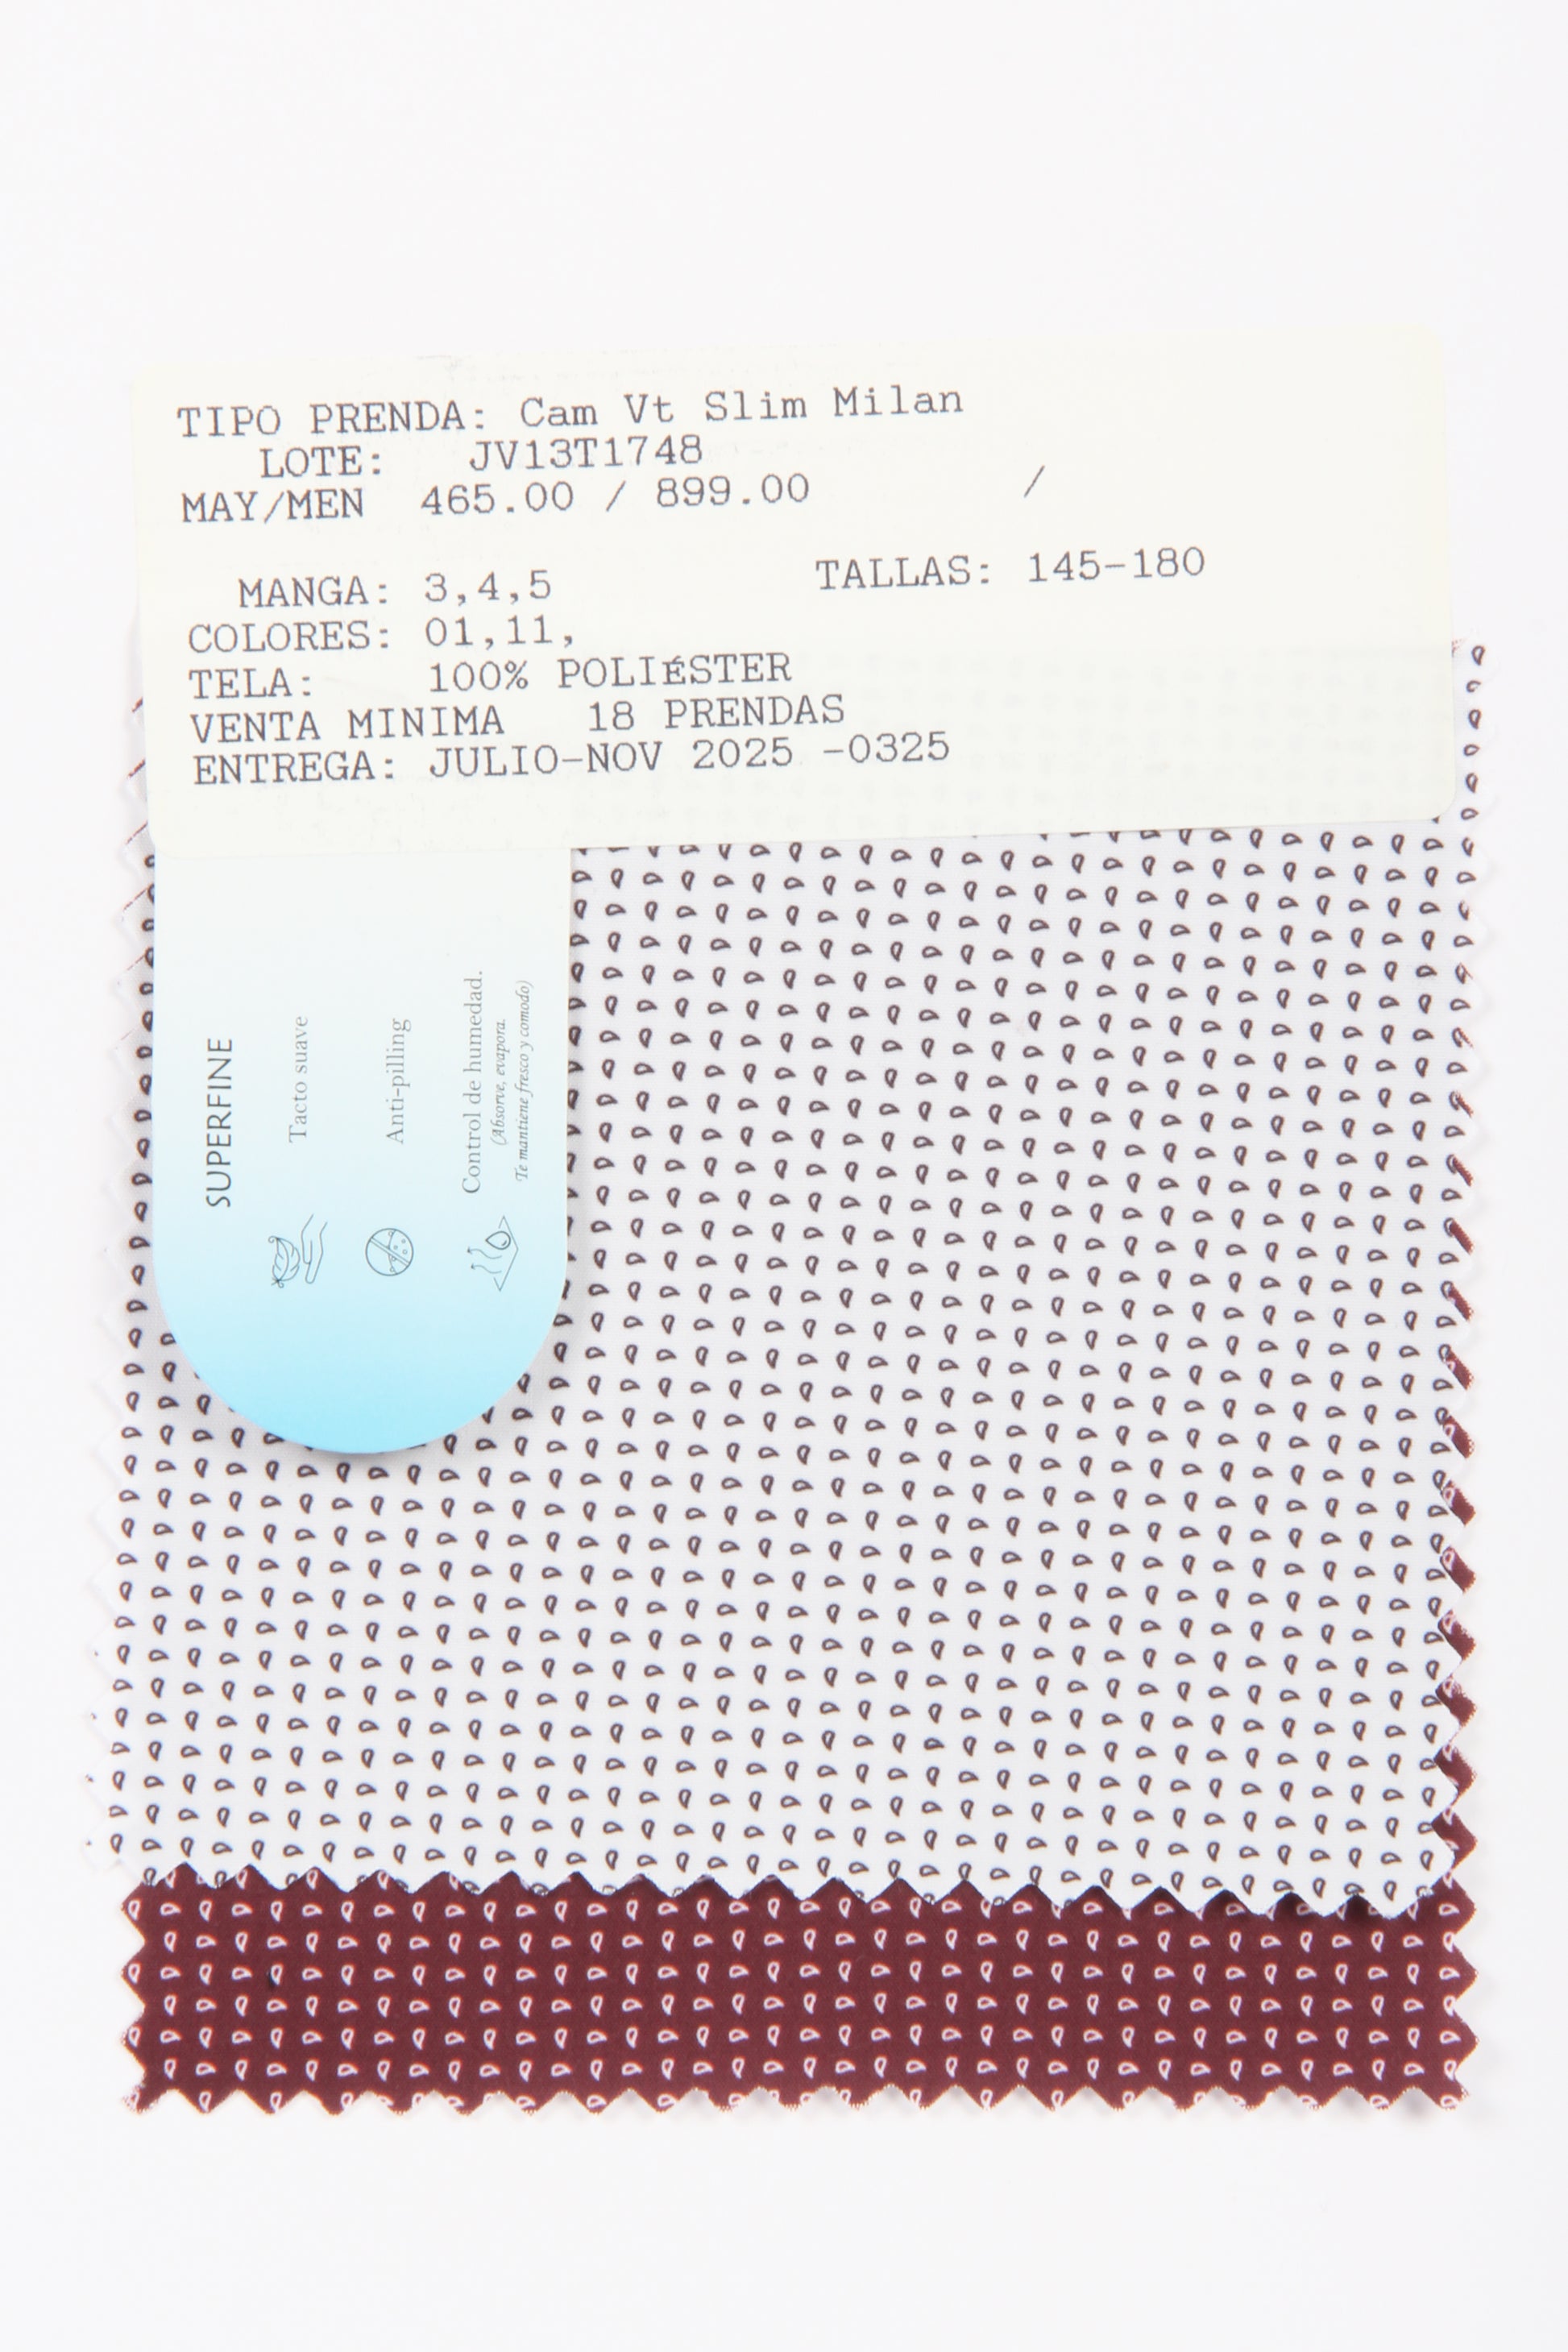 TIPO PRENDA: Cam Vt Slim Milan
LOTE: JV13T1748
MAY/MEN 465.00 / 899.00 /
MANGA: 3,4,5 TALLAS: 145-180
COLORES: 01,11,
TELA: 100% POLIÉSTER
VENTA MINIMA 18 PRENDAS
ENTREGA: JULIO-NOV 2025 -0325
SUPERFINE
Tacto suave
Anti-pilling
Control de humedad.
(Absorve, evapora.
Te mantiene fresco y comodo)